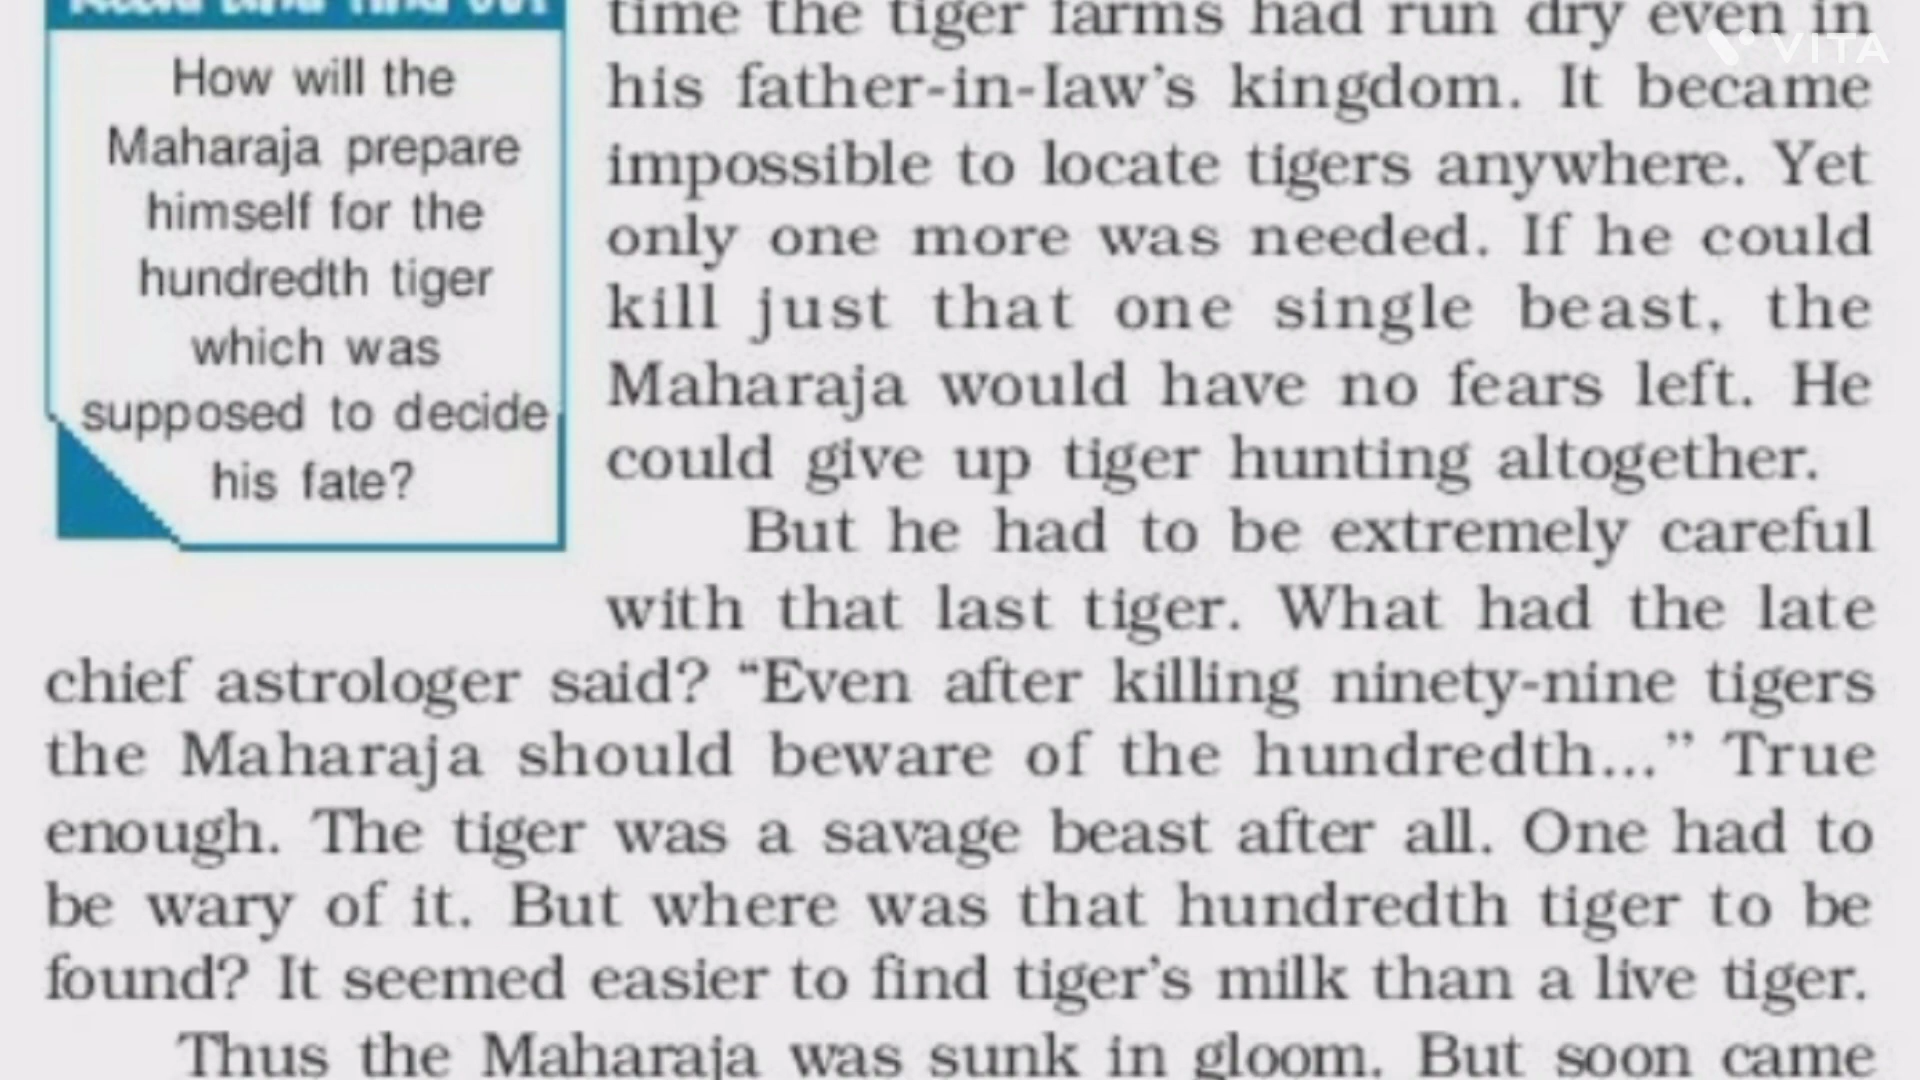 Read and find out
How will the
Maharaja prepare
himself for the
hundredth tiger
which was
supposed to decide
his fate?
time the tiger farms had run dry even in
his father-in-law's kingdom. It became
impossible to locate tigers anywhere. Yet
only one more was needed. If he could
kill just that one single beast, the
Maharaja would have no fears left. He
could give up tiger hunting altogether.
But he had to be extremely careful
with that last tiger. What had the late
chief astrologer said? “Even after killing ninety-nine tigers
the Maharaja should beware of the hundredth...” True
enough. The tiger was a savage beast after all. One had to
be wary of it. But where was that hundredth tiger to be
found? It seemed easier to find tiger's milk than a live tiger.
Thus the Maharaja was sunk in gloom. But soon came
VITA